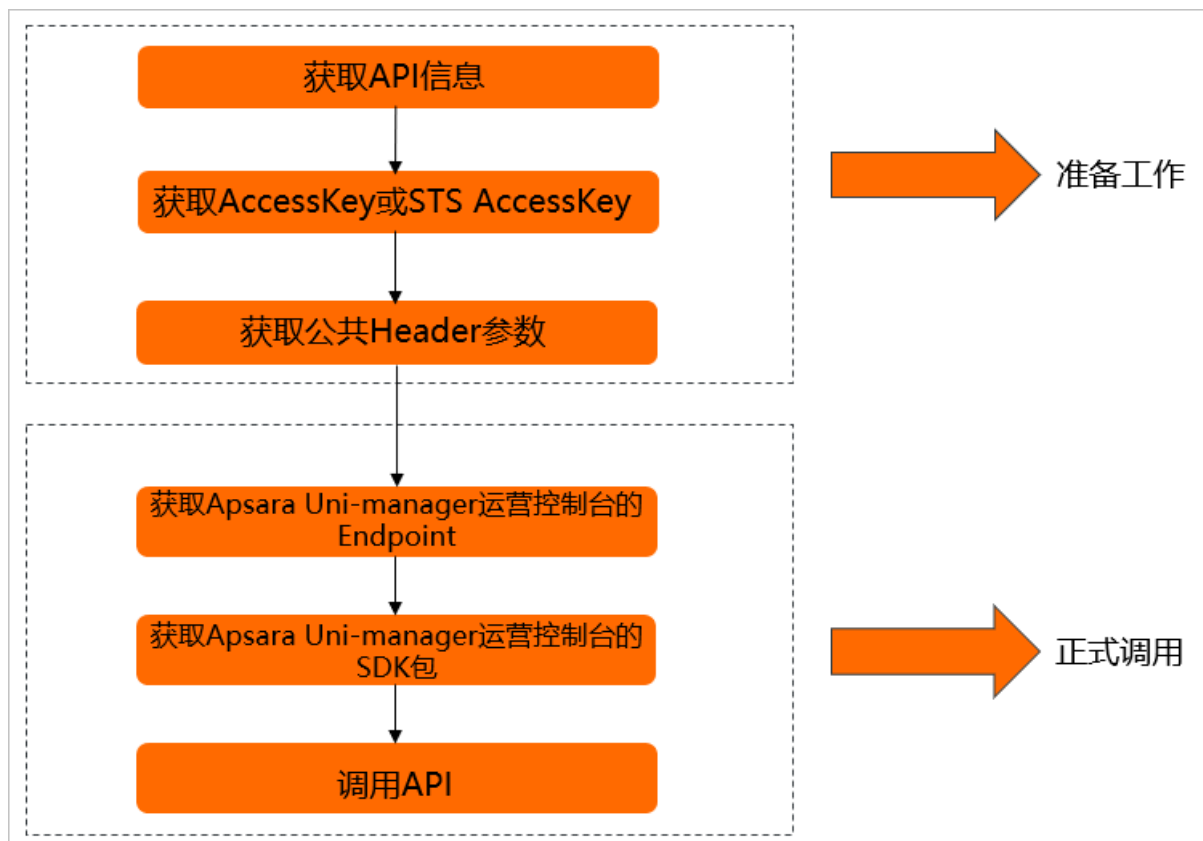 获取API信息
获取AccessKey或STS AccessKey
获取公共Header参数
准备工作
获取Apsara Uni-manager运营控制台的
Endpoint
获取Apsara Uni-manager运营控制台的
SDK包
调用API
正式调用